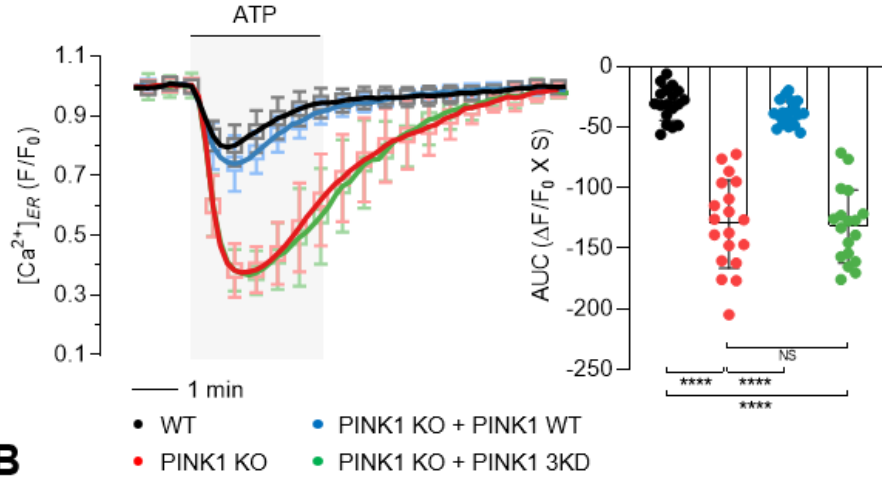 ATP
[Ca²⁺]ER (F/F₀)
1.1
0.9
0.7
0.5
0.3
0.1
1 min
AUC (ΔF/F₀ X S)
0
-50
-100
-150
-200
-250
NS
**** ****
****
WT
PINK1 KO + PINK1 WT
PINK1 KO
PINK1 KO + PINK1 3KD
B